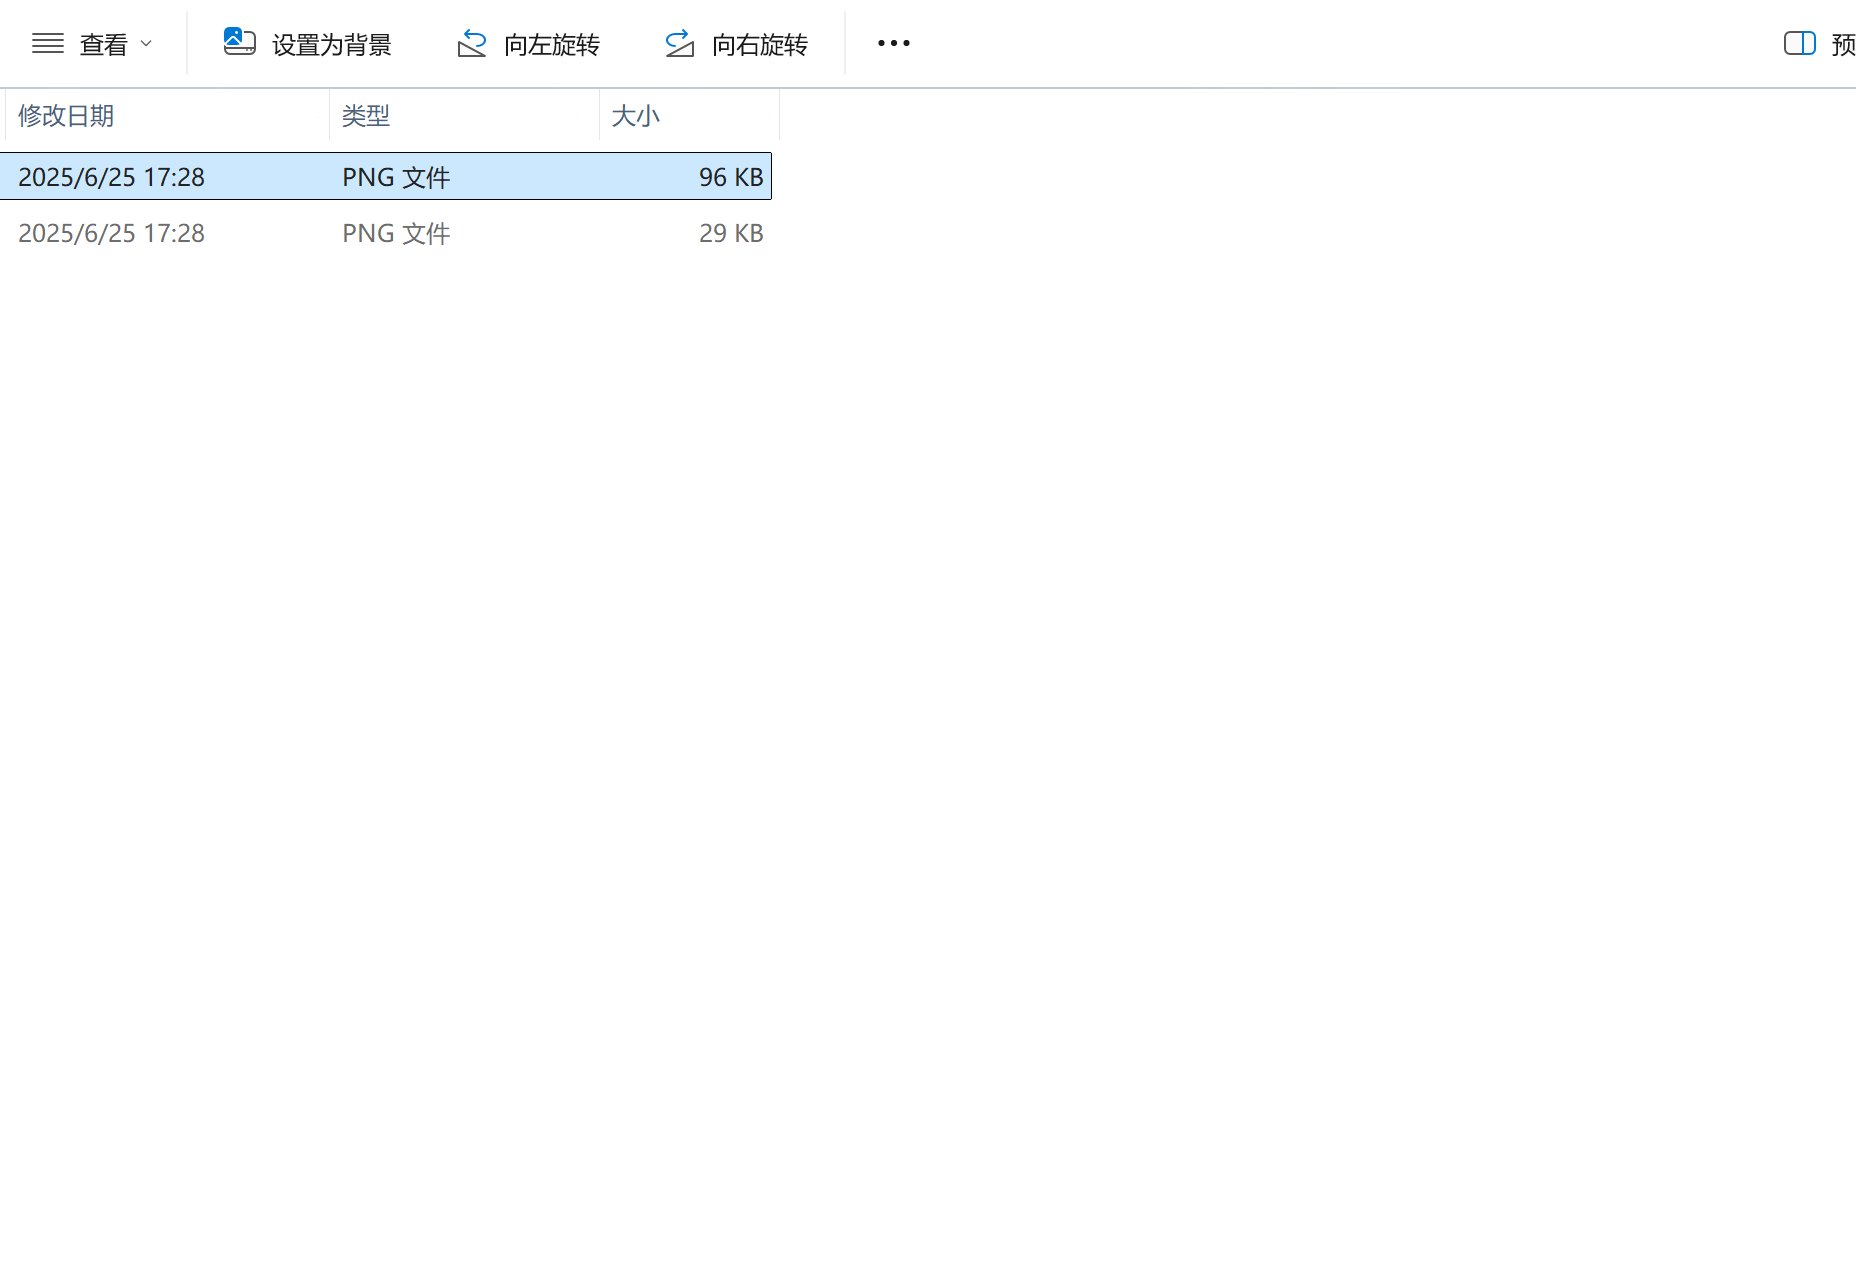 查看 设置为背景 向左旋转 向右旋转 预
修改日期 类型 大小
2025/6/25 17:28 PNG 文件 96 KB
2025/6/25 17:28 PNG 文件 29 KB